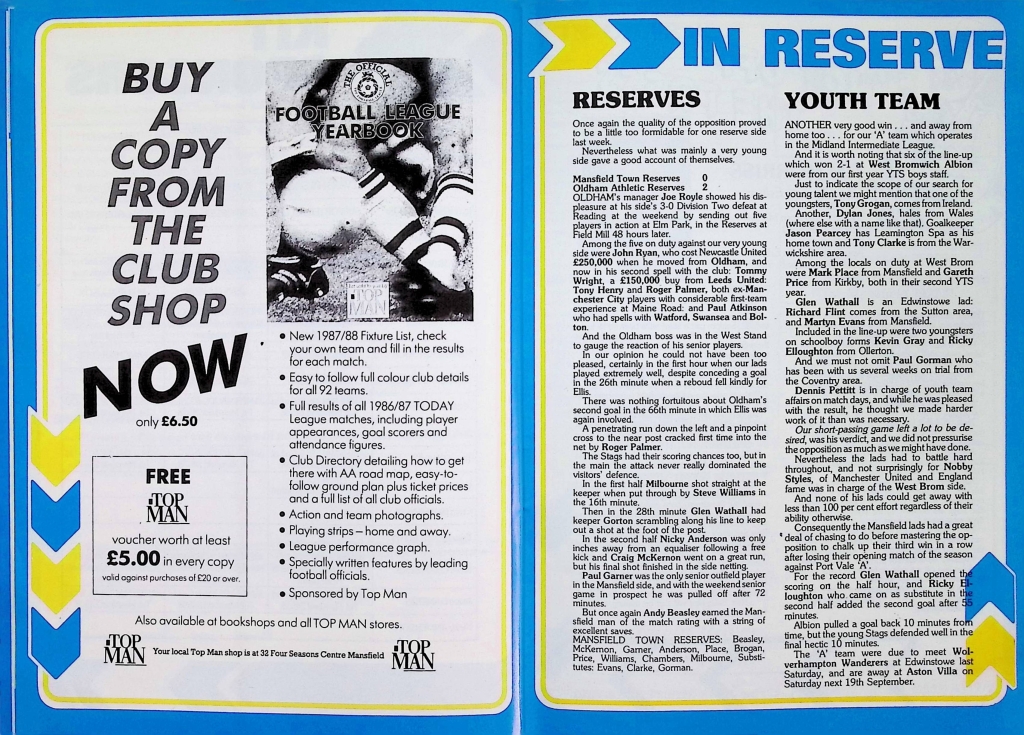 BUY
A
COPY
FROM
THE
CLUB
SHOP
NOW
only £6.50
FREE
TOP
MAN
voucher worth at least
£5.00 in every copy
valid against purchases of £20 or over.
THE OFFICIAL
FOOTBALL LEAGUE
YEARBOOK
TOP
MAN
• New 1987/88 Fixture List, check
your own team and fill in the results
for each match.
• Easy to follow full colour club details
for all 92 teams.
• Full results of all 1986/87 TODAY
League matches, including player
appearances, goal scorers and
attendance figures.
• Club Directory detailing how to get
there with AA road map, easy-to-
follow ground plan plus ticket prices
and a full list of all club officials.
• Action and team photographs.
• Playing strips – home and away.
• League performance graph.
• Specially written features by leading
football officials.
• Sponsored by Top Man
Also available at bookshops and all TOP MAN stores.
TOP
MAN
Your local Top Man shop is at 32 Four Seasons Centre Mansfield
TOP
MAN
IN RESERVE
RESERVES
Once again the quality of the opposition proved
to be a little too formidable for one reserve side
last week.
Nevertheless what was mainly a very young
side gave a good account of themselves.
Mansfield Town Reserves 0
Oldham Athletic Reserves 2
OLDHAM's manager Joe Royle showed his dis-
pleasure at his side's 3-0 Division Two defeat at
Reading at the weekend by sending out five
players in action at Elm Park, in the Reserves at
Field Mill 48 hours later.
Among the five on duty against our very young
side were John Ryan, who cost Newcastle United
£250,000 when he moved from Oldham, and
now in his second spell with the club: Tommy
Wright, a £150,000 buy from Leeds United:
Tony Henry and Roger Palmer, both ex-Man-
chester City players with considerable first-team
experience at Maine Road: and Paul Atkinson
who had spells with Watford, Swansea and Bol-
ton.
And the Oldham boss was in the West Stand
to gauge the reaction of his senior players.
In our opinion he could not have been too
pleased, certainly in the first hour when our lads
played extremely well, despite conceding a goal
in the 26th minute when a reboud fell kindly for
Ellis.
There was nothing fortuitous about Oldham's
second goal in the 66th minute in which Ellis was
again involved.
A penetrating run down the left and a pinpoint
cross to the near post cracked first time into the
net by Roger Palmer.
The Stags had their scoring chances too, but in
the main the attack never really dominated the
visitors' defence.
In the first half Milbourne shot straight at the
keeper when put through by Steve Williams in
the 16th minute.
Then in the 28th minute Glen Wathall had
keeper Gorton scrambling along his line to keep
out a shot at the foot of the post.
In the second half Nicky Anderson was only
inches away from an equaliser following a free
kick and Craig McKernon went on a great run,
but his final shot finished in the side netting.
Paul Garner was the only senior outfield player
in the Mansfield side, and with the weekend senior
game in prospect he was pulled off after 72
minutes.
But once again Andy Beasley earned the Man-
sfield man of the match rating with a string of
excellent saves.
MANSFIELD TOWN RESERVES: Beasley,
McKernon, Garner, Anderson, Place, Brogan,
Price, Williams, Chambers, Milbourne, Substi-
tutes: Evans, Clarke, Gorman.
YOUTH TEAM
ANOTHER very good win . . . and away from
home too . . . for our 'A' team which operates
in the Midland Intermediate League.
And it is worth noting that six of the line-up
which won 2-1 at West Bromwich Albion
were from our first year YTS boys staff.
Just to indicate the scope of our search for
young talent we might mention that one of the
youngsters, Tony Grogan, comes from Ireland.
Another, Dylan Jones, hales from Wales
(where else with a name like that). Goalkeeper
Jason Pearcey has Leamington Spa as his
home town and Tony Clarke is from the War-
wickshire area.
Among the locals on duty at West Brom
were Mark Place from Mansfield and Gareth
Price from Kirkby, both in their second YTS
year.
Glen Wathall is an Edwinstowe lad:
Richard Flint comes from the Sutton area,
and Martyn Evans from Mansfield.
Included in the line-up were two youngsters
on schoolboy forms Kevin Gray and Ricky
Elloughton from Ollerton.
And we must not omit Paul Gorman who
has been with us several weeks on trial from
the Coventry area.
Dennis Pettitt is in charge of youth team
affairs on match days, and while he was pleased
with the result, he thought we made harder
work of it than was necessary.
Our short-passing game left a lot to be de-
sired, was his verdict, and we did not pressurise
the opposition as much as we might have done.
Nevertheless the lads had to battle hard
throughout, and not surprisingly for Nobby
Styles, of Manchester United and England
fame was in charge of the West Brom side.
And none of his lads could get away with
less than 100 per cent effort regardless of their
ability otherwise.
Consequently the Mansfield lads had a great
deal of chasing to do before mastering the op-
position to chalk up their third win in a row
after losing their opening match of the season
against Port Vale 'A'.
For the record Glen Wathall opened the
scoring on the half hour, and Ricky El-
loughton who came on as substitute in the
second half added the second goal after 55
minutes.
Albion pulled a goal back 10 minutes from
time, but the young Stags defended well in the
final hectic 10 minutes.
The 'A' team were due to meet Wol-
verhampton Wanderers at Edwinstowe last
Saturday, and are away at Aston Villa on
Saturday next 19th September.